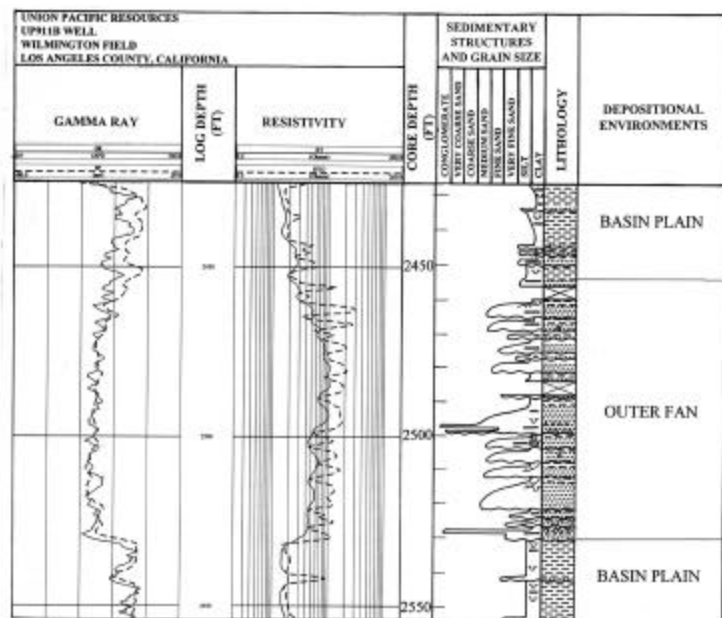 UNION PACIFIC RESOURCES
UP911B WELL
WILMINGTON FIELD
LOS ANGELES COUNTY, CALIFORNIA
GAMMA RAY
LOG DEPTH
(FT)
RESISTIVITY
CORE DEPTH
(FT)
SEDIMENTARY
STRUCTURES
AND GRAIN SIZE
CONGLOMERATE
VERY COARSE SAND
COARSE SAND
MEDIUM SAND
FINE SAND
VERY FINE SAND
SILT
CLAY
LITHOLOGY
DEPOSITIONAL
ENVIRONMENTS
BASIN PLAIN
2450
OUTER FAN
2500
BASIN PLAIN
2550